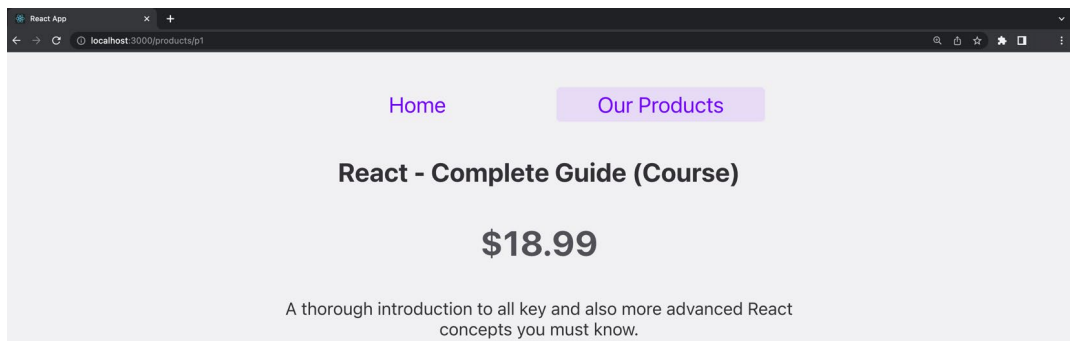 React App
localhost:3000/products/p1
Home Our Products
React - Complete Guide (Course)
$18.99
A thorough introduction to all key and also more advanced React
concepts you must know.